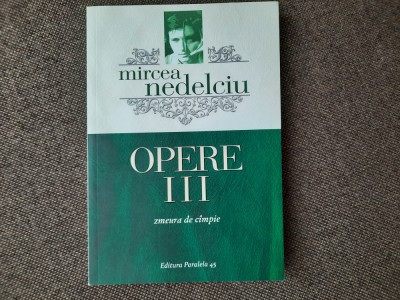 mircea
nedelciu
OPERE
III
zmeura de cîmpie
Editura Paralela 45